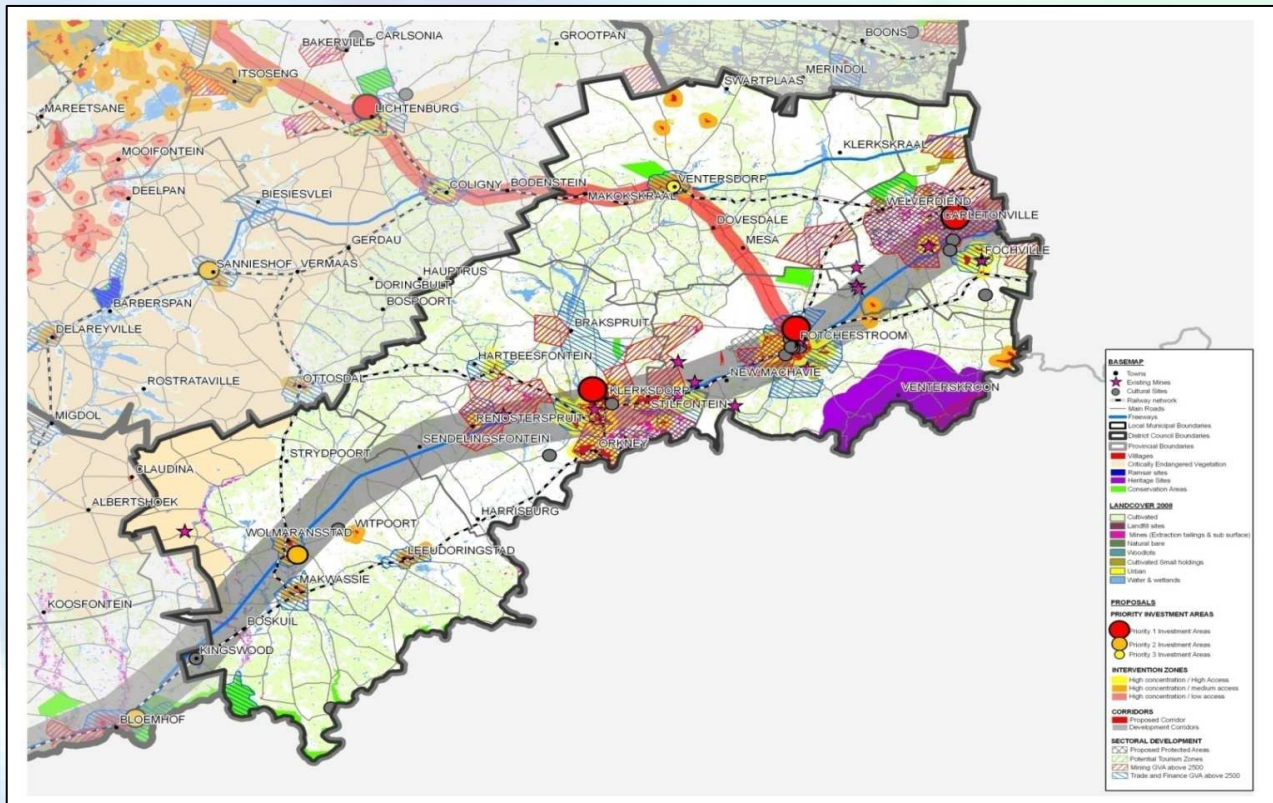 CARLSONIA
BAKERVILLE
GROOTPAN
BOONS
ITSOSENG
MERINDOL
SWARTPLAAS
MAREETSANE
LICHTENBURG
MOOIFONTEIN
KLERKSKRAAL
DEELPAN
BIESIESVLEI
COLIGNY
BODENSTEIN
MAKOKSKRAAL
VENTERSDORP
WELVERDIEND
CARLETONVILLE
DOVESDALE
MESA
FOCHVILLE
GERDAU
SANNIESHOF
VERMAAS
HAUPTRUS
DORINGBULT
BOSPOORT
BARBERSPAN
DELAREYVILLE
BRAKSPRUIT
POTCHEFSTROOM
HARTBEESFONTEIN
NEW MACHAVIE
ROSTRATAVILLE
OTTOSDAL
KLERKSDORP
VENTERSKROON
MIGDOL
STILFONTEIN
RENOSTERSPRUIT
SENDELINGSFONTEIN
ORKNEY
STRYDPOORT
CLAUDINA
ALBERTSHOEK
HARRISBURG
WITPOORT
WOLMARANSSTAD
LEEUDORINGSTAD
MAKWASSIE
KOOSFONTEIN
BOSKUIL
KINGSWOOD
BLOEMHOF
BASEMAP
Towns
Existing Mines
Cultural Sites
Railway network
Main Roads
Freeways
Local Municipal Boundaries
District Council Boundaries
Provincial Boundaries
Villages
Critically Endangered Vegetation
Ramsar sites
Heritage Sites
Conservation Areas
LANDCOVER 2008
Cultivated
Landfill sites
Mines (Extraction tailings & sub surface)
Natural bare
Woodlots
Cultivated Small holdings
Urban
Water & wetlands
PROPOSALS
PRIORITY INVESTMENT AREAS
Priority 1 Investment Areas
Priority 2 Investment Areas
Priority 3 Investment Areas
INTERVENTION ZONES
High concentration / High Access
High concentration / medium access
High concentration / low access
CORRIDORS
Proposed Corridor
Development Corridors
SECTORAL DEVELOPMENT
Proposed Protected Areas
Potential Tourism Zones
Mining GVA above 2500
Trade and Finance GVA above 2500